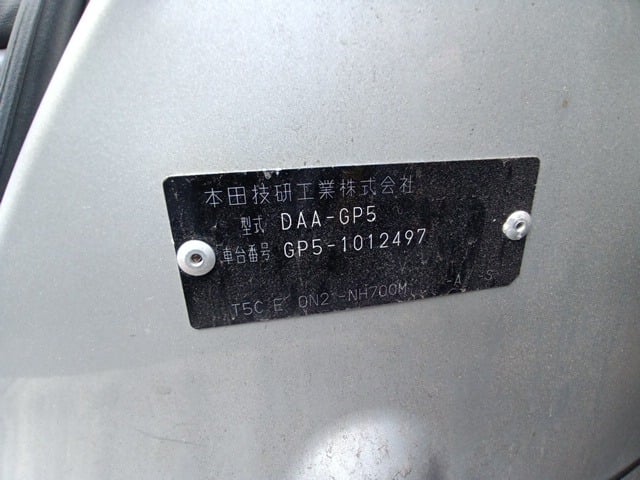 本田技研工業株式会社
型式 DAA-GP5
車台番号 GP5-1012497
T5C E ON2 -NH700M -A -S